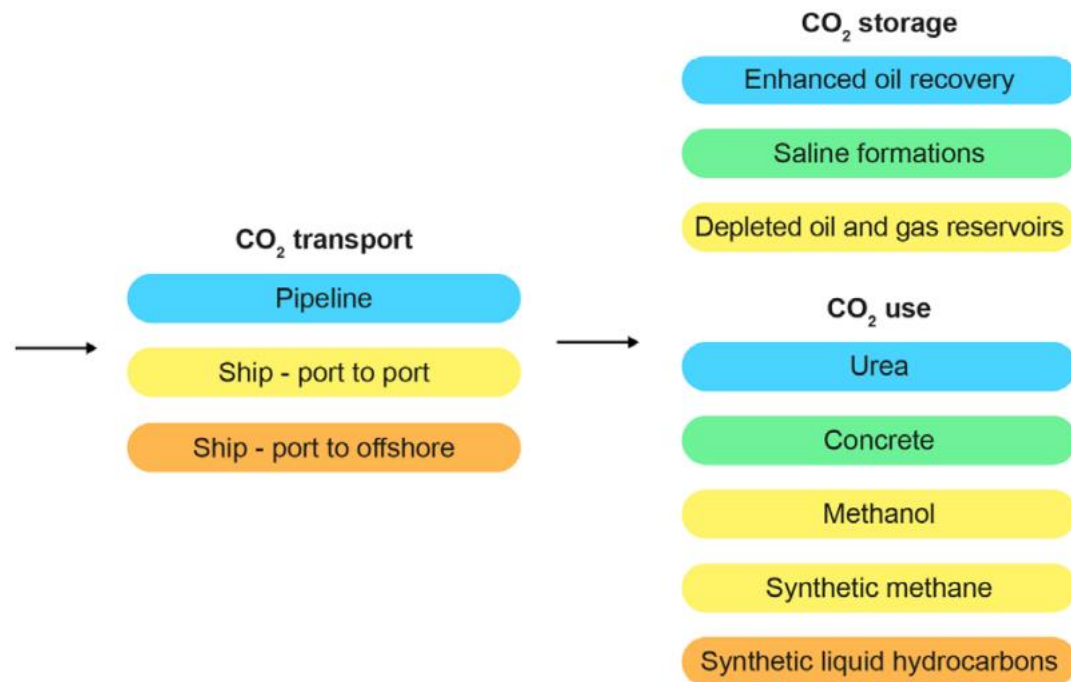 CO₂ transport
Pipeline
Ship - port to port
Ship - port to offshore
CO₂ storage
Enhanced oil recovery
Saline formations
Depleted oil and gas reservoirs
CO₂ use
Urea
Concrete
Methanol
Synthetic methane
Synthetic liquid hydrocarbons